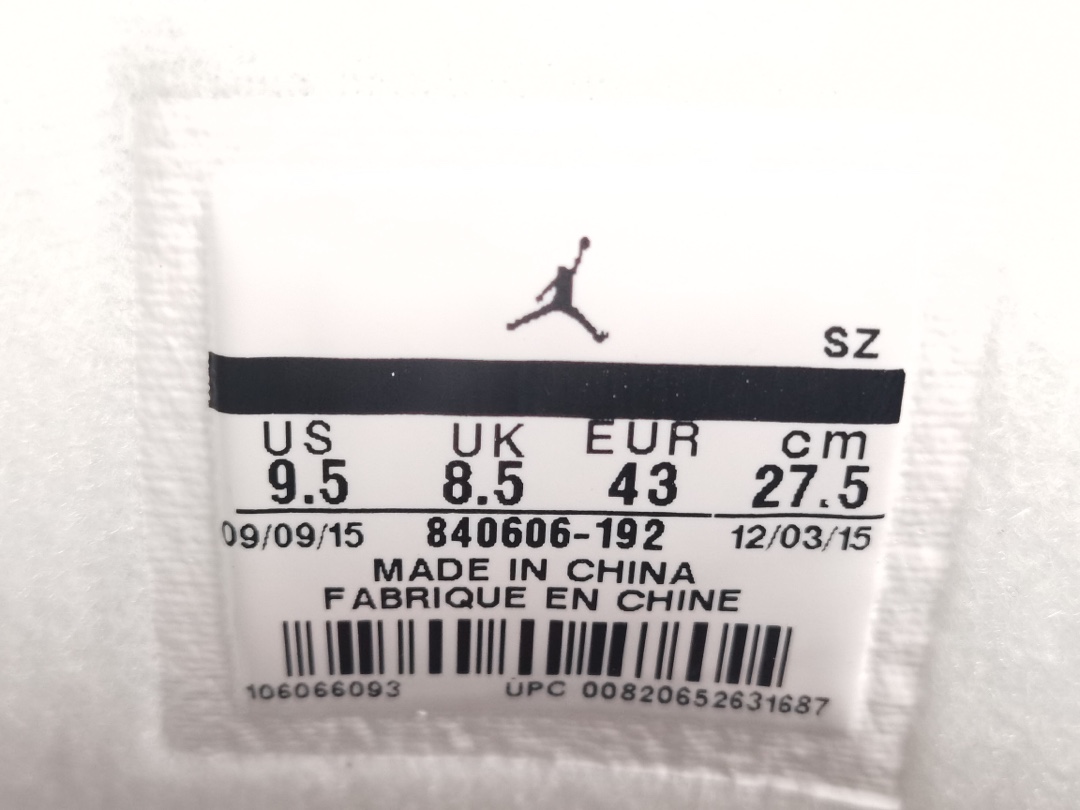 SZ
US UK EUR cm
9.5 8.5 43 27.5
09/09/15 840606-192 12/03/15
MADE IN CHINA
FABRIQUE EN CHINE
106066093 UPC 00820652631687